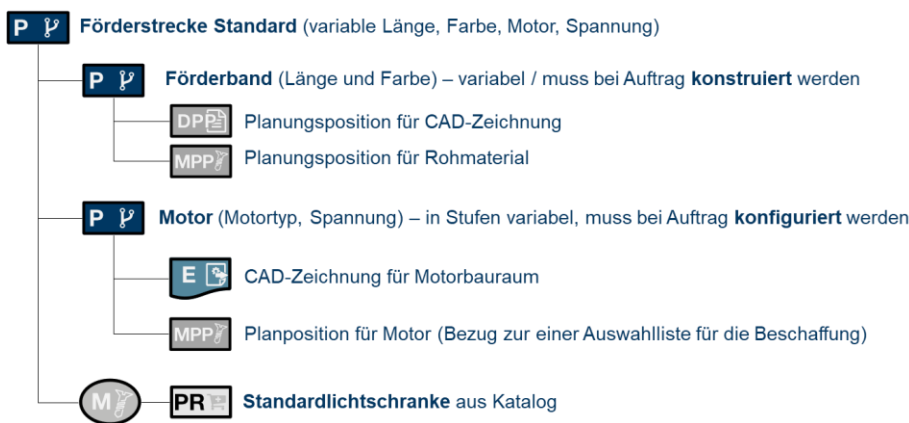 P Förderstrecke Standard (variable Länge, Farbe, Motor, Spannung)
P Förderband (Länge und Farbe) – variabel / muss bei Auftrag konstruiert werden
DPP Planungsposition für CAD-Zeichnung
MPP Planungsposition für Rohmaterial
P Motor (Motortyp, Spannung) – in Stufen variabel, muss bei Auftrag konfiguriert werden
E CAD-Zeichnung für Motorbauraum
MPP Planposition für Motor (Bezug zur einer Auswahlliste für die Beschaffung)
M PR Standardlichtschranke aus Katalog